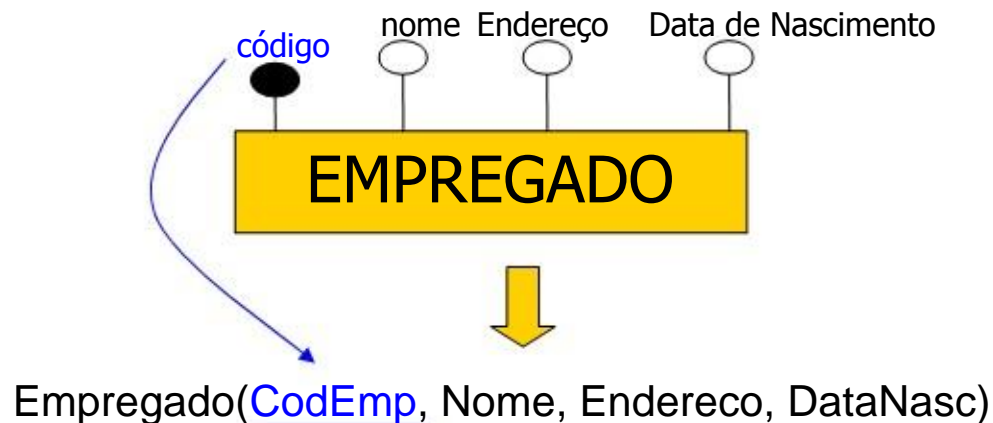 código nome Endereço Data de Nascimento
EMPREGADO
Empregado(CodEmp, Nome, Endereco, DataNasc)